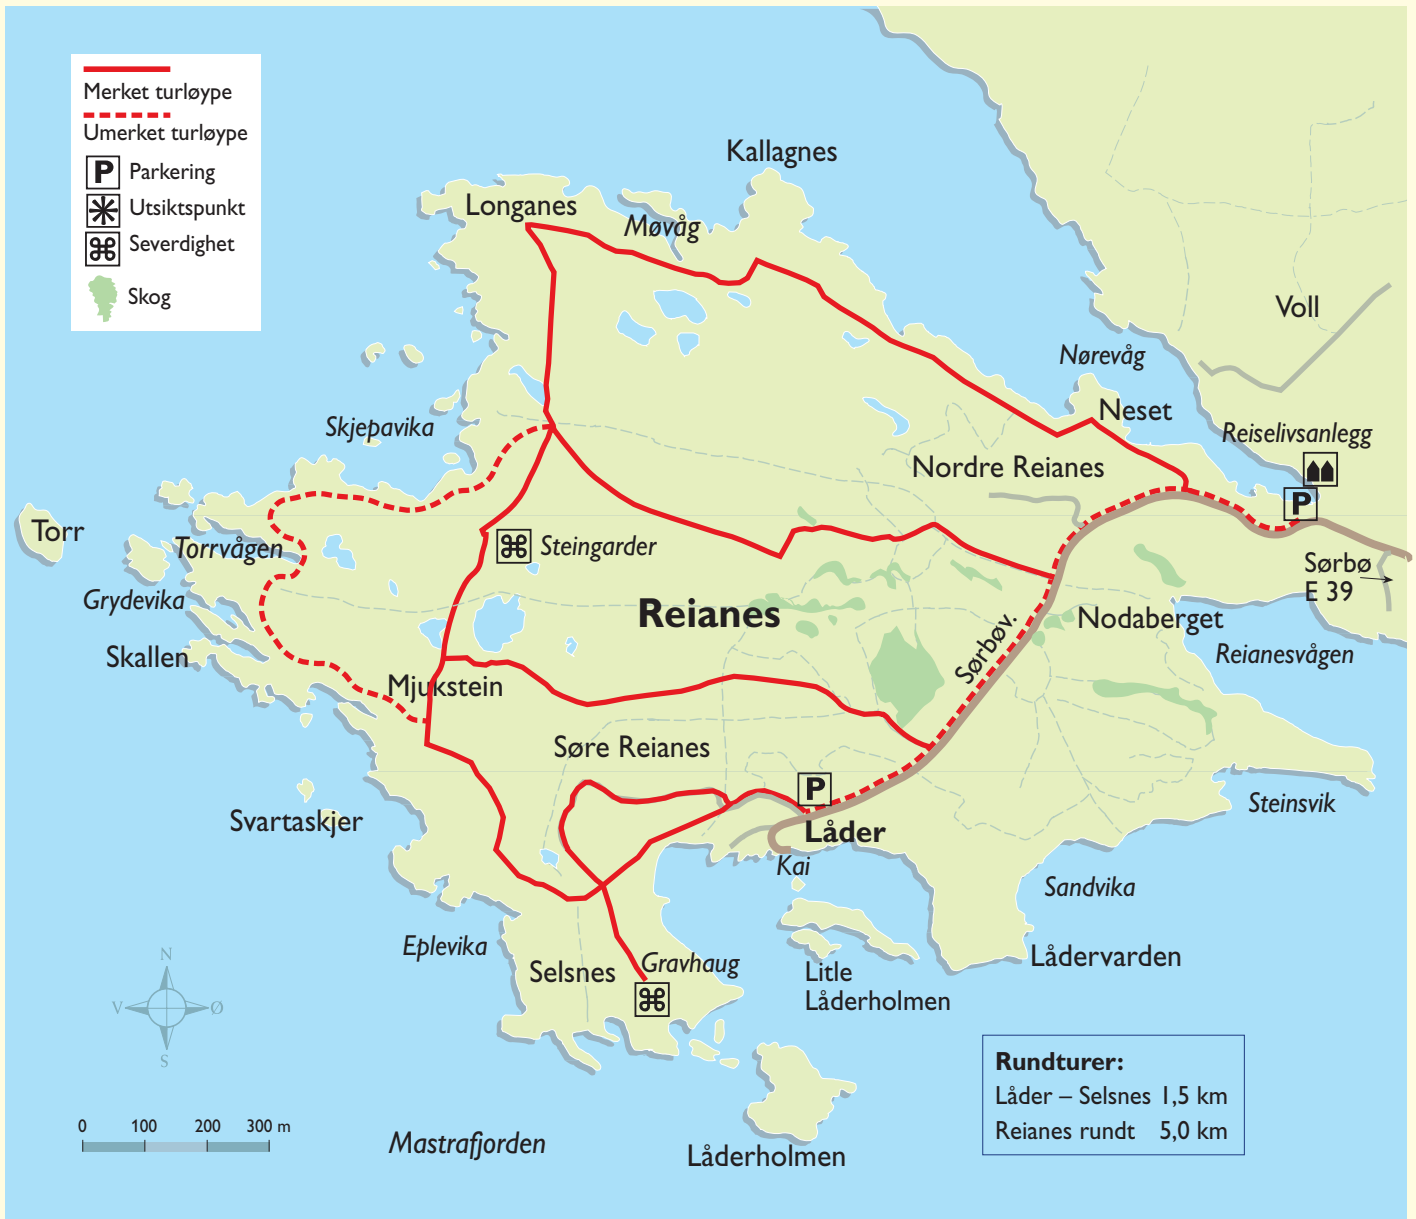 Merket turløype
Umerket turløype
P Parkering
Utsiktspunkt
Severdighet
Skog
Kallagnes
Longanes
Møvåg
Voll
Nørevåg
Neset
Skjepavika
Reiselivsanlegg
Nordre Reianes
P
Torr
Torrvågen
Steingarder
Sørbø
E 39
Grydevika
Reianes
Nodaberget
Sørbøv.
Skallen
Reianesvågen
Mjukstein
Søre Reianes
P
Steinsvik
Svartaskjer
Låder
Kai
Sandvika
Eplevika
Selsnes
Gravhaug
Lådervarden
Litle
Låderholmen
N
V
Ø
S
Rundturer:
Låder – Selsnes 1,5 km
Reianes rundt 5,0 km
0 100 200 300 m
Mastrafjorden
Låderholmen